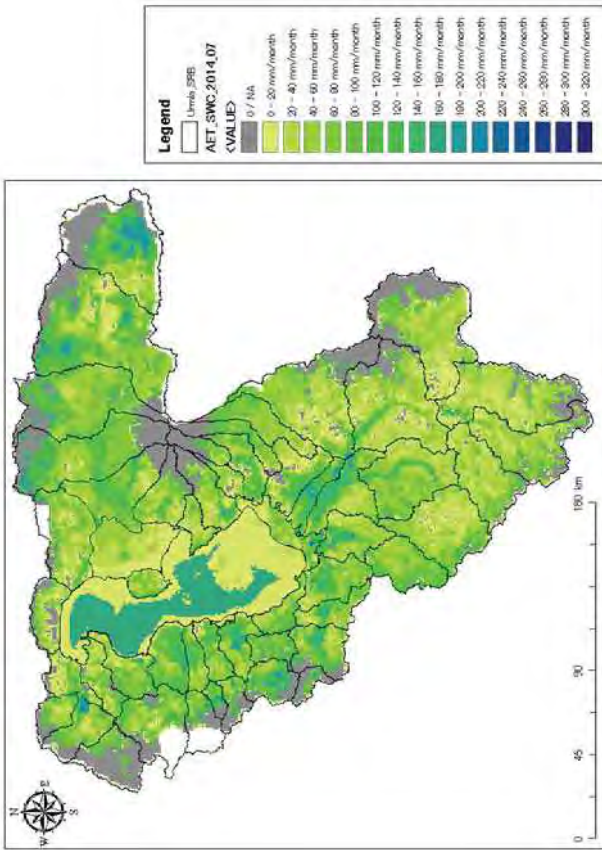 Legend
Urmia_SRB
AET_SWC_2014_07
<VALUE>
0 / NA
0 - 20 mm/month
20 - 40 mm/month
40 - 60 mm/month
60 - 80 mm/month
80 - 100 mm/month
100 - 120 mm/month
120 - 140 mm/month
140 - 160 mm/month
160 - 180 mm/month
180 - 200 mm/month
200 - 220 mm/month
220 - 240 mm/month
240 - 260 mm/month
260 - 280 mm/month
280 - 300 mm/month
300 - 320 mm/month
N
W
E
S
0
45
90
180 km